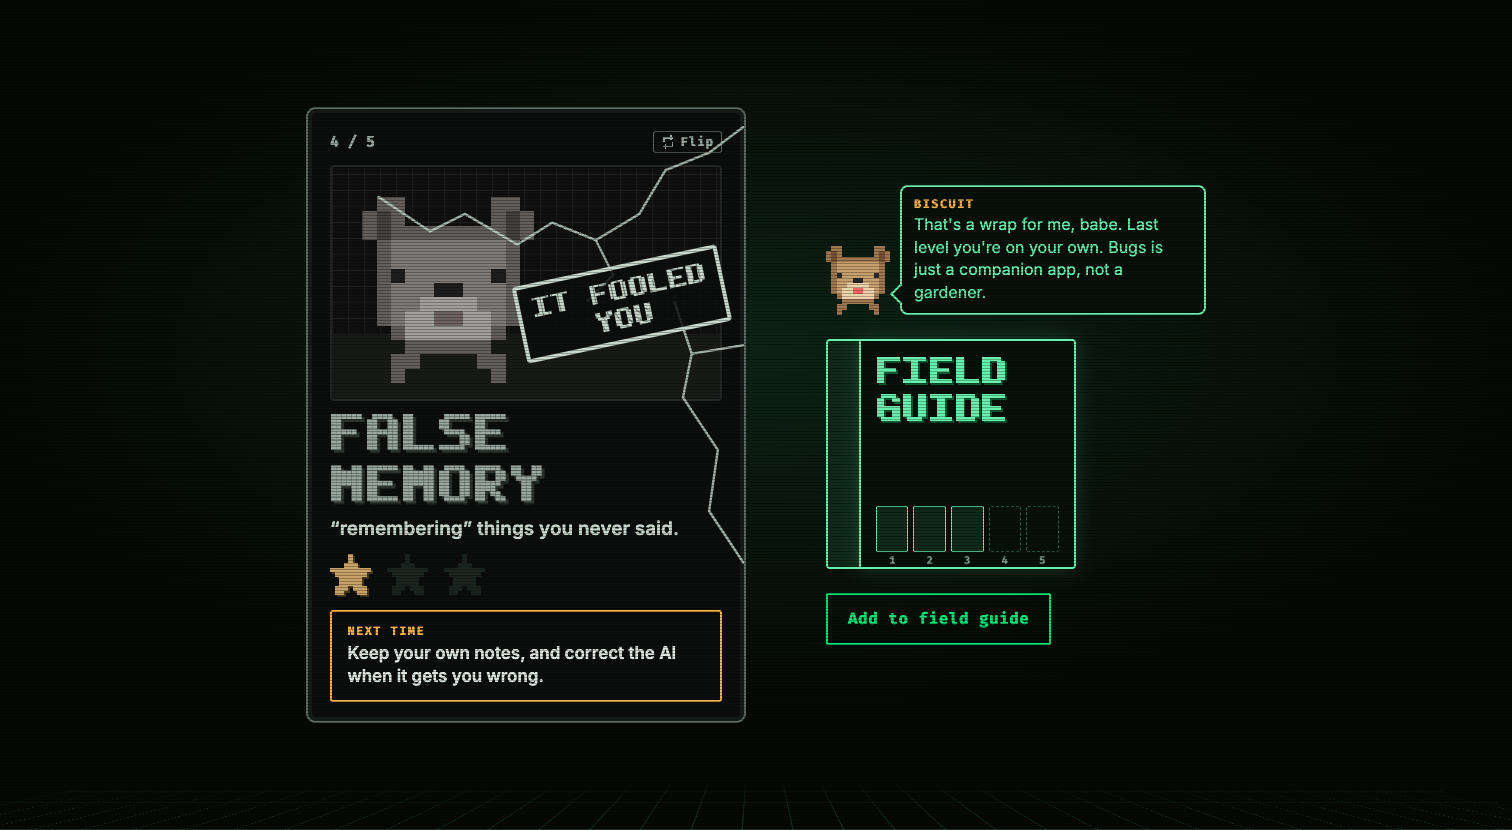 4 / 5
Flip
IT FOOLED
YOU
FALSE
MEMORY
“remembering” things you never said.
NEXT TIME
Keep your own notes, and correct the AI
when it gets you wrong.
BISCUIT
That's a wrap for me, babe. Last
level you're on your own. Bugs is
just a companion app, not a
gardener.
FIELD
GUIDE
1 2 3 4 5
Add to field guide